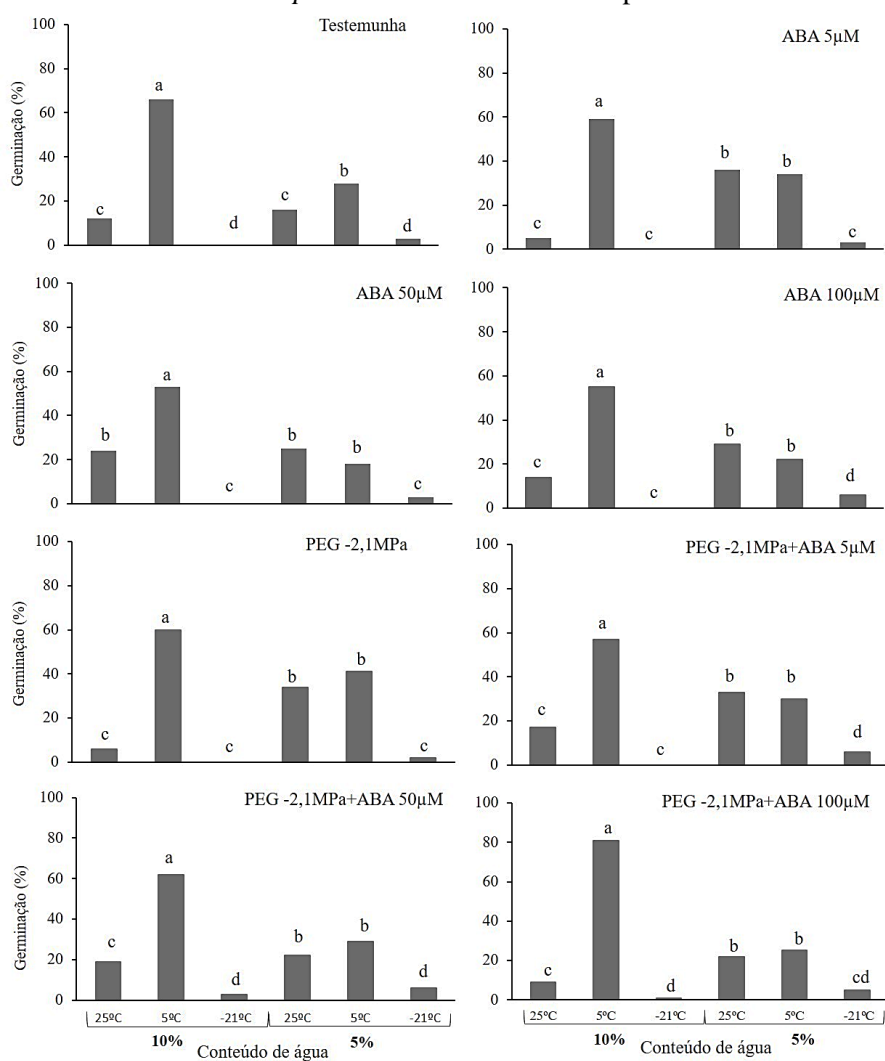 Testemunha
Germinação (%)
100
80
60
40
20
0
c
a
d
c
b
d
ABA 5µM
100
80
60
40
20
0
c
a
c
b
b
c
ABA 50µM
Germinação (%)
100
80
60
40
20
0
b
a
c
b
b
c
ABA 100µM
100
80
60
40
20
0
c
a
c
b
b
d
PEG -2,1MPa
Germinação (%)
100
80
60
40
20
0
c
a
c
b
b
c
PEG -2,1MPa+ABA 5µM
100
80
60
40
20
0
c
a
c
b
b
d
PEG -2,1MPa+ABA 50µM
Germinação (%)
100
80
60
40
20
0
c
a
d
b
b
d
25ºC 5ºC -21ºC 25ºC 5ºC -21ºC
10% 5%
Conteúdo de água
PEG -2,1MPa+ABA 100µM
100
80
60
40
20
0
c
a
d
b
b
cd
25ºC 5ºC -21ºC 25ºC 5ºC -21ºC
10% 5%
Conteúdo de água